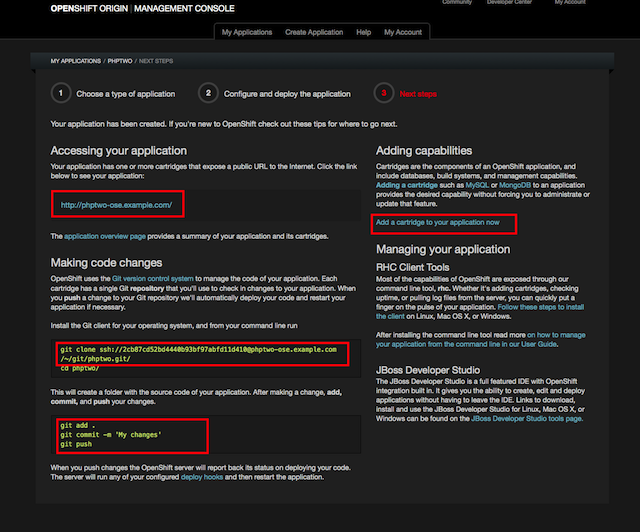 OPENSHIFT ORIGIN | MANAGEMENT CONSOLE
Community Developer Center My Account
My Applications Create Application Help My Account
MY APPLICATIONS / PHPTWO / NEXT STEPS
1 Choose a type of application 2 Configure and deploy the application 3 Next steps
Your application has been created. If you're new to OpenShift check out these tips for where to go next.
Accessing your application
Your application has one or more cartridges that expose a public URL to the Internet. Click the link
below to see your application:
http://phptwo-ose.example.com/
The application overview page provides a summary of your application and its cartridges.
Making code changes
OpenShift uses the Git version control system to manage the code of your application. Each
cartridge has a single Git repository that you'll use to check in changes to your application. When
you push a change to your Git repository we'll automatically deploy your code and restart your
application if necessary.
Install the Git client for your operating system, and from your command line run
git clone ssh://2cb87cd52bd4440b93bf97abfd11d410@phptwo-ose.example.com
/~/git/phptwo.git/
cd phptwo/
This will create a folder with the source code of your application. After making a change, add,
commit, and push your changes.
git add .
git commit -m 'My changes'
git push
When you push changes the OpenShift server will report back its status on deploying your code.
The server will run any of your configured deploy hooks and then restart the application.
Adding capabilities
Cartridges are the components of an OpenShift application, and
include databases, build systems, and management capabilities.
Adding a cartridge such as MySQL or MongoDB to an application
provides the desired capability without forcing you to administrate or
update that feature.
Add a cartridge to your application now
Managing your application
RHC Client Tools
Most of the capabilities of OpenShift are exposed through our
command line tool, rhc. Whether it's adding cartridges, checking
uptime, or pulling log files from the server, you can quickly put a
finger on the pulse of your application. Follow these steps to install
the client on Linux, Mac OS X, or Windows.
After installing the command line tool read more on how to manage
your application from the command line in our User Guide.
JBoss Developer Studio
The JBoss Developer Studio is a full featured IDE with OpenShift
integration built in. It gives you the ability to create, edit and deploy
applications without having to leave the IDE. Links to download,
install and use the JBoss Developer Studio for Linux, Mac OS X, or
Windows can be found on the JBoss Developer Studio tools page.